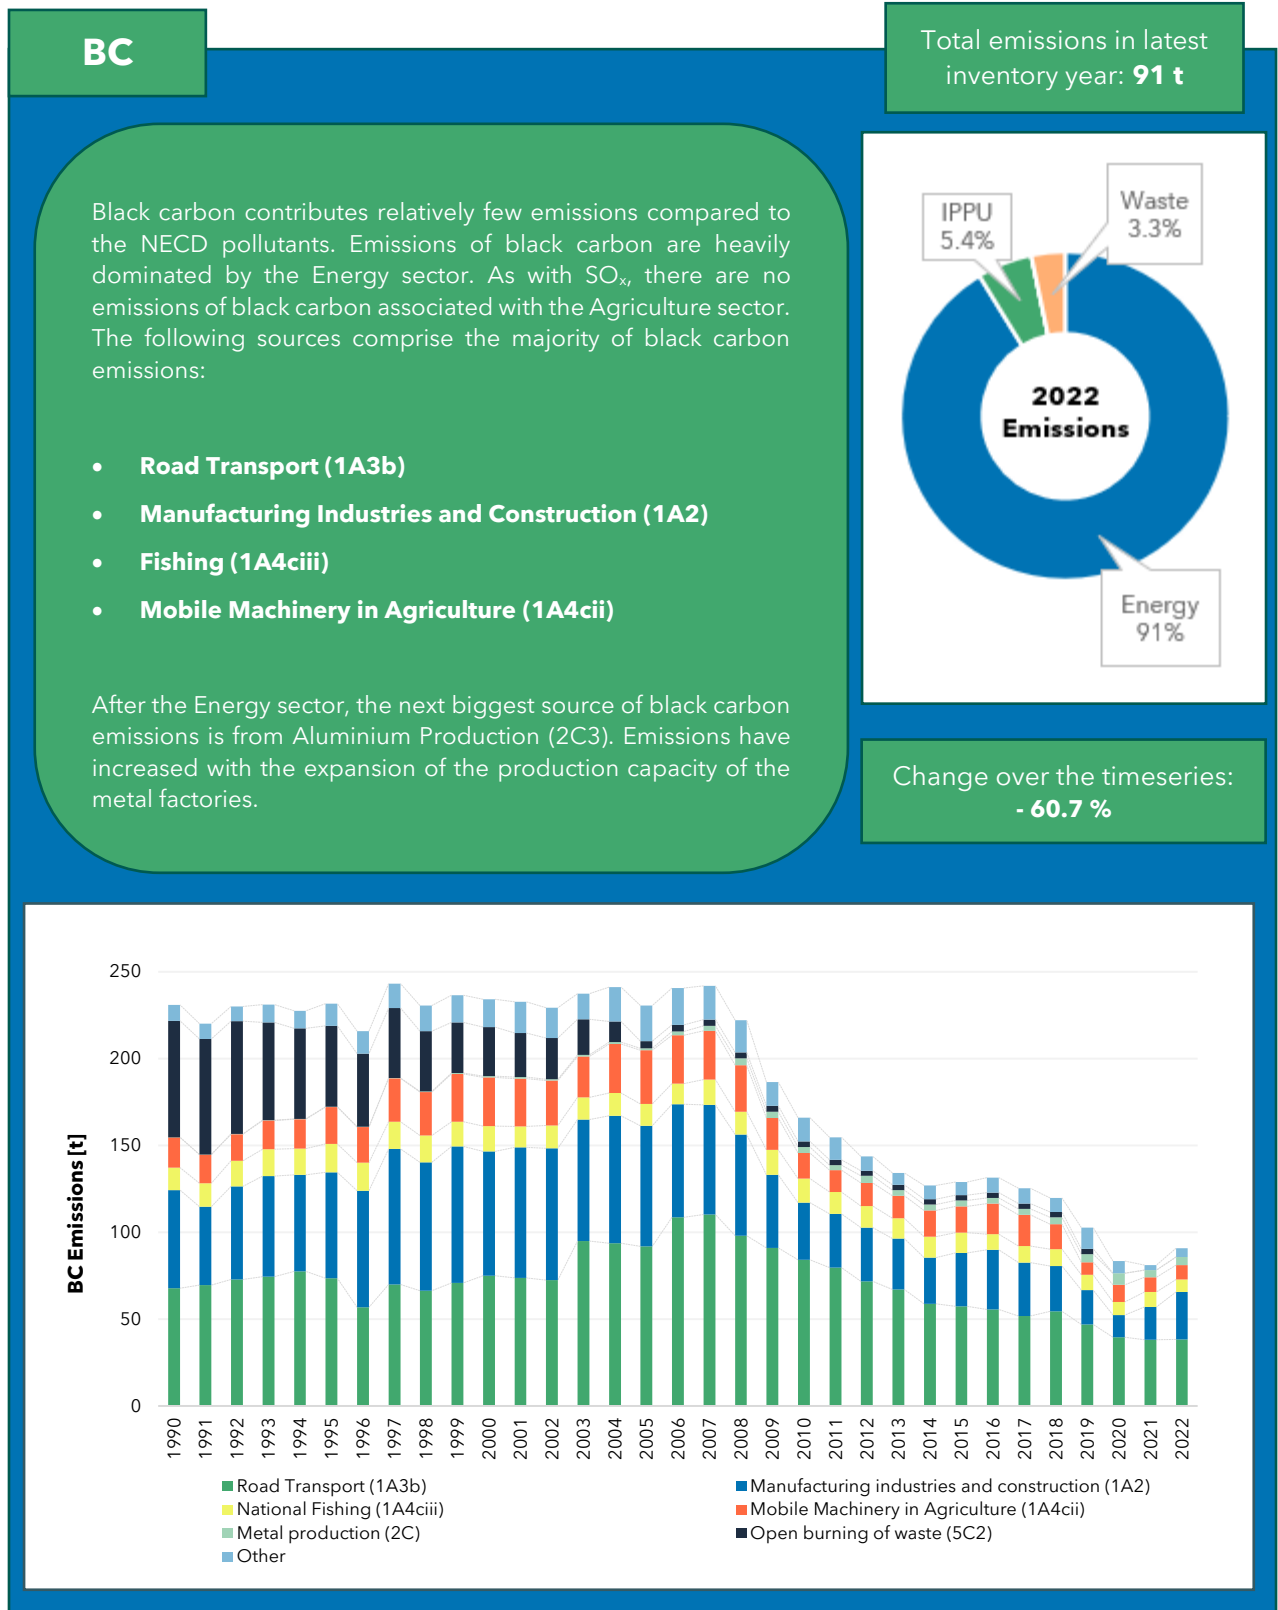 BC
Total emissions in latest
inventory year: 91 t
Black carbon contributes relatively few emissions compared to
the NECD pollutants. Emissions of black carbon are heavily
dominated by the Energy sector. As with SOₓ, there are no
emissions of black carbon associated with the Agriculture sector.
The following sources comprise the majority of black carbon
emissions:
• Road Transport (1A3b)
• Manufacturing Industries and Construction (1A2)
• Fishing (1A4ciii)
• Mobile Machinery in Agriculture (1A4cii)
After the Energy sector, the next biggest source of black carbon
emissions is from Aluminium Production (2C3). Emissions have
increased with the expansion of the production capacity of the
metal factories.
IPPU
5.4%
Waste
3.3%
2022
Emissions
Energy
91%
Change over the timeseries:
- 60.7 %
BC Emissions [t]
250
200
150
100
50
0
1990
1991
1992
1993
1994
1995
1996
1997
1998
1999
2000
2001
2002
2003
2004
2005
2006
2007
2008
2009
2010
2011
2012
2013
2014
2015
2016
2017
2018
2019
2020
2021
2022
Road Transport (1A3b)
Manufacturing industries and construction (1A2)
National Fishing (1A4ciii)
Mobile Machinery in Agriculture (1A4cii)
Metal production (2C)
Open burning of waste (5C2)
Other